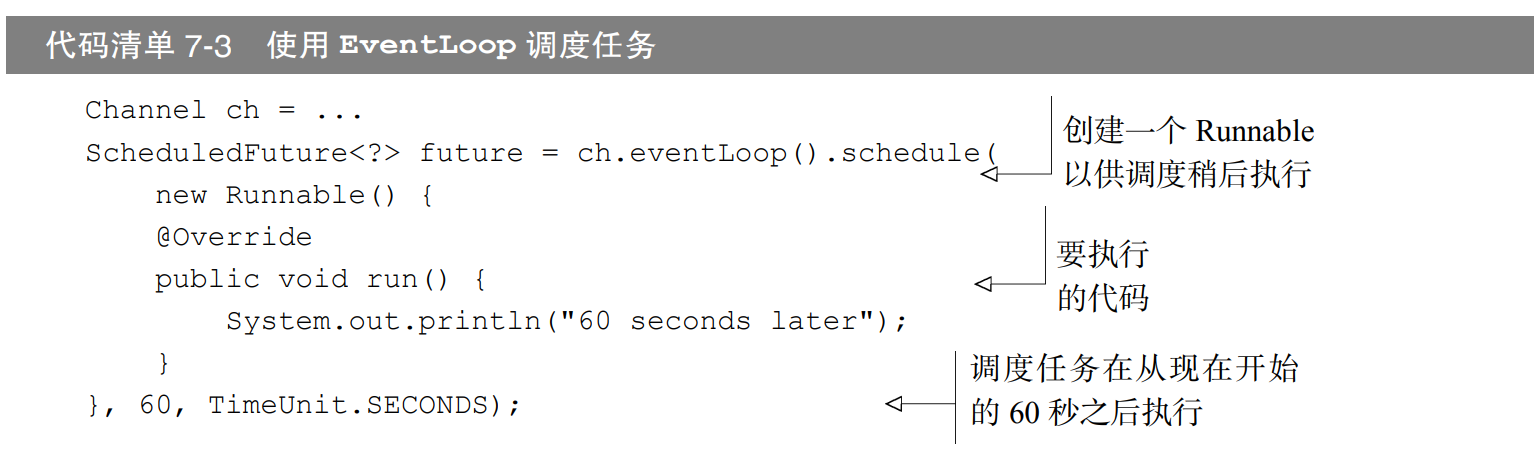 代码清单 7-3 使用 EventLoop 调度任务
Channel ch = ...
ScheduledFuture<?> future = ch.eventLoop().schedule(
new Runnable() {
@Override
public void run() {
System.out.println("60 seconds later");
}
}, 60, TimeUnit.SECONDS);
创建一个 Runnable
以供调度稍后执行
要执行
的代码
调度任务在从现在开始
的 60 秒之后执行